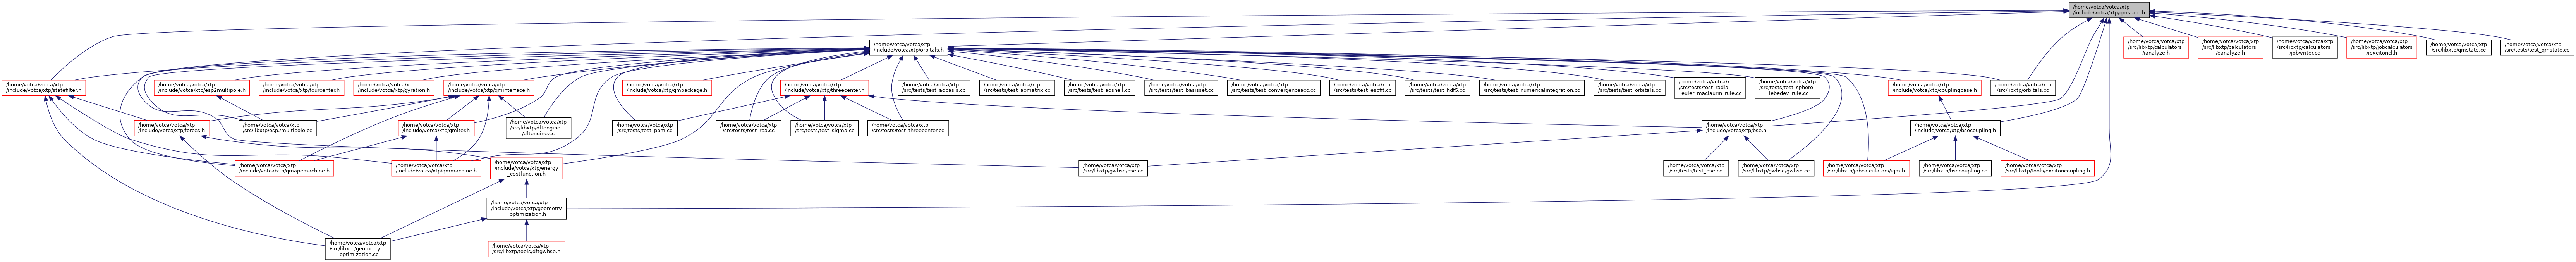 /home/votca/votca/xtp
/include/votca/xtp/qmstate.h
/home/votca/votca/xtp
/include/votca/xtp/orbitals.h
/home/votca/votca/xtp
/src/libxtp/calculators
/ianalyze.h
/home/votca/votca/xtp
/src/libxtp/calculators
/eanalyze.h
/home/votca/votca/xtp
/src/libxtp/calculators
/jobwriter.cc
/home/votca/votca/xtp
/src/libxtp/jobcalculators
/iexcitoncl.h
/home/votca/votca/xtp
/src/libxtp/qmstate.cc
/home/votca/votca/xtp
/src/tests/test_qmstate.cc
/home/votca/votca/xtp
/include/votca/xtp/statefilter.h
/home/votca/votca/xtp
/include/votca/xtp/esp2multipole.h
/home/votca/votca/xtp
/include/votca/xtp/fourcenter.h
/home/votca/votca/xtp
/include/votca/xtp/gyration.h
/home/votca/votca/xtp
/include/votca/xtp/qminterface.h
/home/votca/votca/xtp
/include/votca/xtp/qmpackage.h
/home/votca/votca/xtp
/include/votca/xtp/threecenter.h
/home/votca/votca/xtp
/src/tests/test_aobasis.cc
/home/votca/votca/xtp
/src/tests/test_aomatrix.cc
/home/votca/votca/xtp
/src/tests/test_aoshell.cc
/home/votca/votca/xtp
/src/tests/test_basisset.cc
/home/votca/votca/xtp
/src/tests/test_convergenceacc.cc
/home/votca/votca/xtp
/src/tests/test_espfit.cc
/home/votca/votca/xtp
/src/tests/test_hdf5.cc
/home/votca/votca/xtp
/src/tests/test_numericalintegration.cc
/home/votca/votca/xtp
/src/tests/test_orbitals.cc
/home/votca/votca/xtp
/src/tests/test_radial
_euler_maclaurin_rule.cc
/home/votca/votca/xtp
/src/tests/test_sphere
_lebedev_rule.cc
/home/votca/votca/xtp
/include/votca/xtp/couplingbase.h
/home/votca/votca/xtp
/src/libxtp/orbitals.cc
/home/votca/votca/xtp
/include/votca/xtp/forces.h
/home/votca/votca/xtp
/src/libxtp/esp2multipole.cc
/home/votca/votca/xtp
/include/votca/xtp/qmiter.h
/home/votca/votca/xtp
/src/libxtp/dftengine
/dftengine.cc
/home/votca/votca/xtp
/src/tests/test_ppm.cc
/home/votca/votca/xtp
/src/tests/test_rpa.cc
/home/votca/votca/xtp
/src/tests/test_sigma.cc
/home/votca/votca/xtp
/src/tests/test_threecenter.cc
/home/votca/votca/xtp
/include/votca/xtp/bse.h
/home/votca/votca/xtp
/include/votca/xtp/bsecoupling.h
/home/votca/votca/xtp
/include/votca/xtp/qmapemachine.h
/home/votca/votca/xtp
/include/votca/xtp/qmmachine.h
/home/votca/votca/xtp
/include/votca/xtp/energy
_costfunction.h
/home/votca/votca/xtp
/src/libxtp/gwbse/bse.cc
/home/votca/votca/xtp
/src/tests/test_bse.cc
/home/votca/votca/xtp
/src/libxtp/gwbse/gwbse.cc
/home/votca/votca/xtp
/src/libxtp/jobcalculators/iqm.h
/home/votca/votca/xtp
/src/libxtp/bsecoupling.cc
/home/votca/votca/xtp
/src/libxtp/tools/excitoncoupling.h
/home/votca/votca/xtp
/include/votca/xtp/geometry
_optimization.h
/home/votca/votca/xtp
/src/libxtp/geometry
_optimization.cc
/home/votca/votca/xtp
/src/libxtp/tools/dftgwbse.h